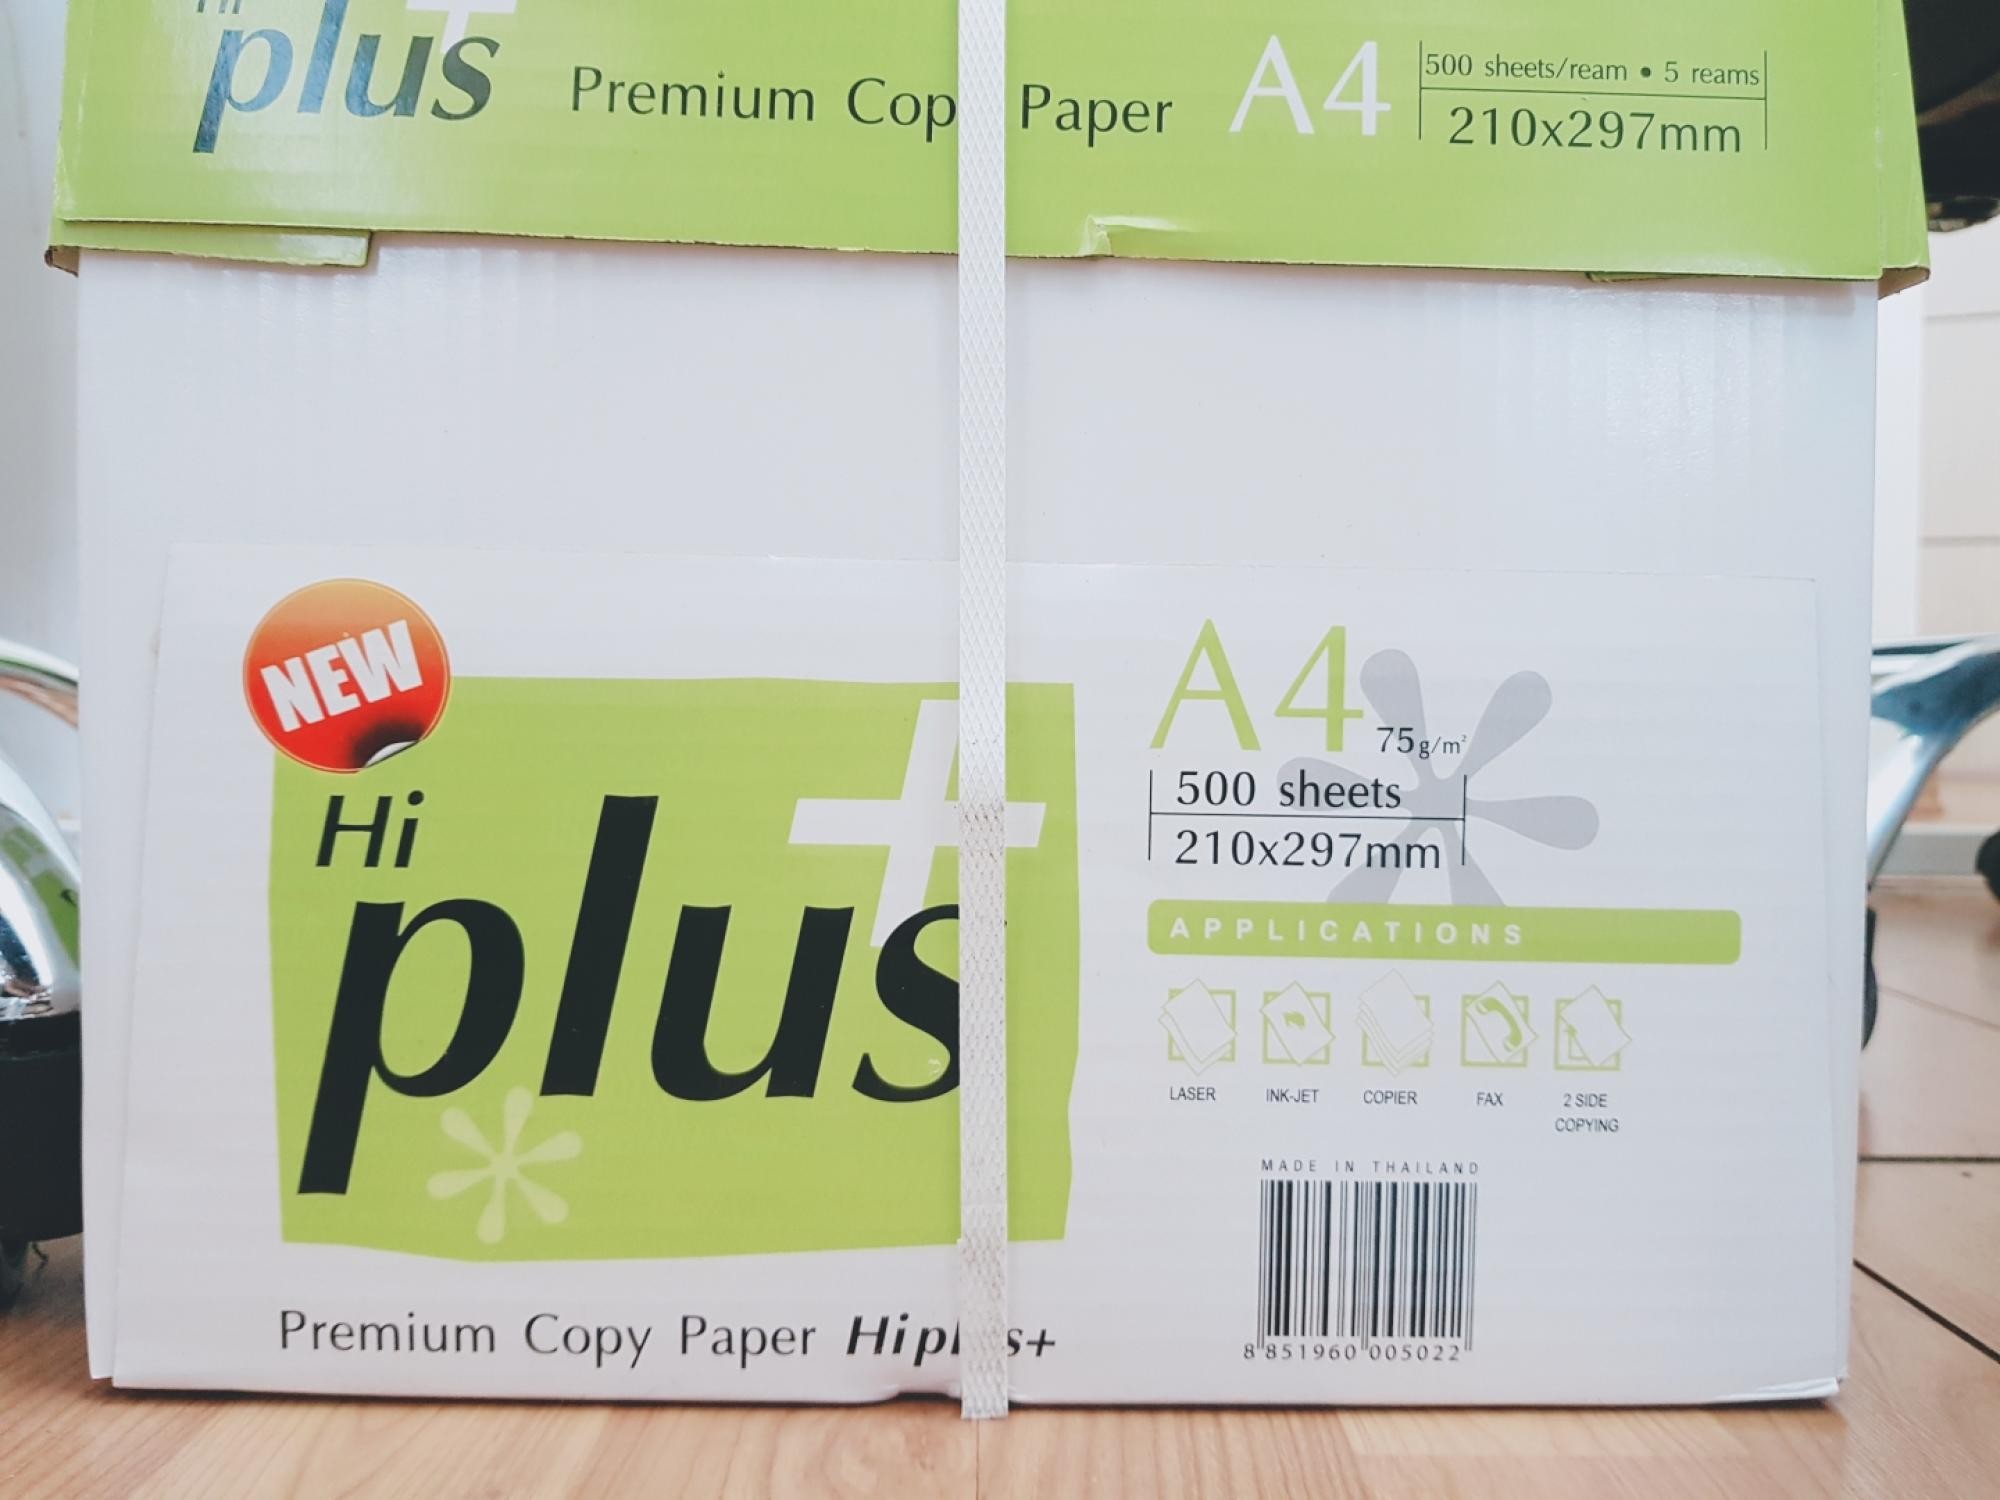 Hi
plus+
Premium Cop Paper
A4
500 sheets/ream • 5 reams
210x297mm
NEW
Hi
plus+
A4
75g/m²
500 sheets
210x297mm
APPLICATIONS
LASER
INK-JET
COPIER
FAX
2 SIDE
COPYING
MADE IN THAILAND
8 851960 005022
Premium Copy Paper Hiplus+